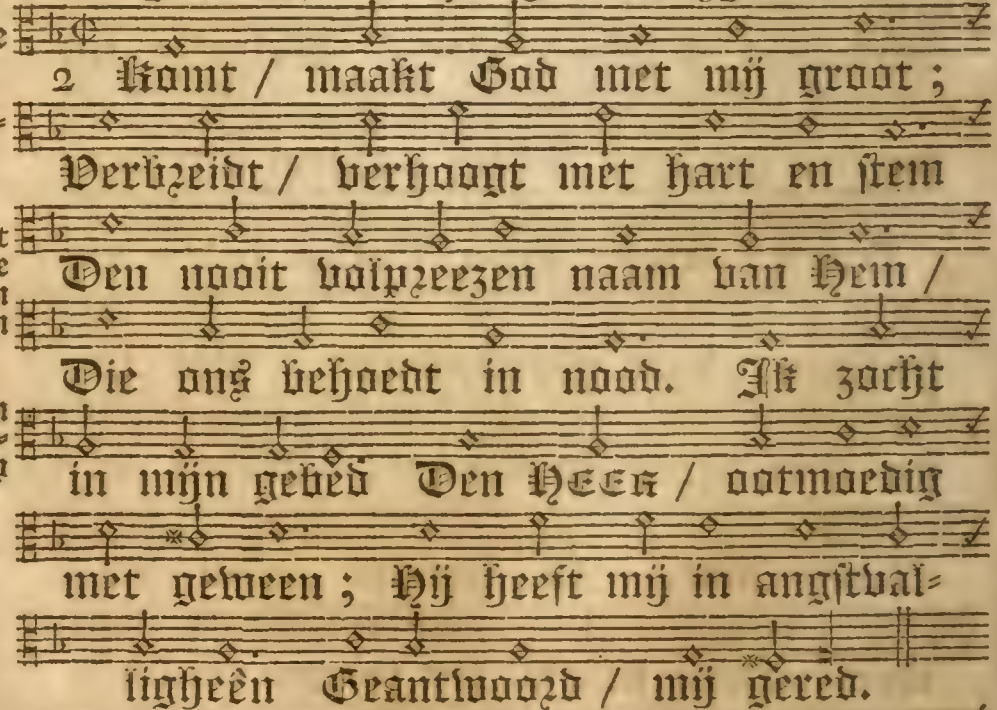 2 Komt / maakt God met mij groot ;
Verbreidt / verhoogt met hart en stem
Den nooit volpreezen naam van Hem /
Die ons behoedt in nood. Ik zocht
in mijn gebed Den HEER / ootmoedig
met geween ; Hij heeft mij in angstval=
ligheên Geantwoord / mij gered.